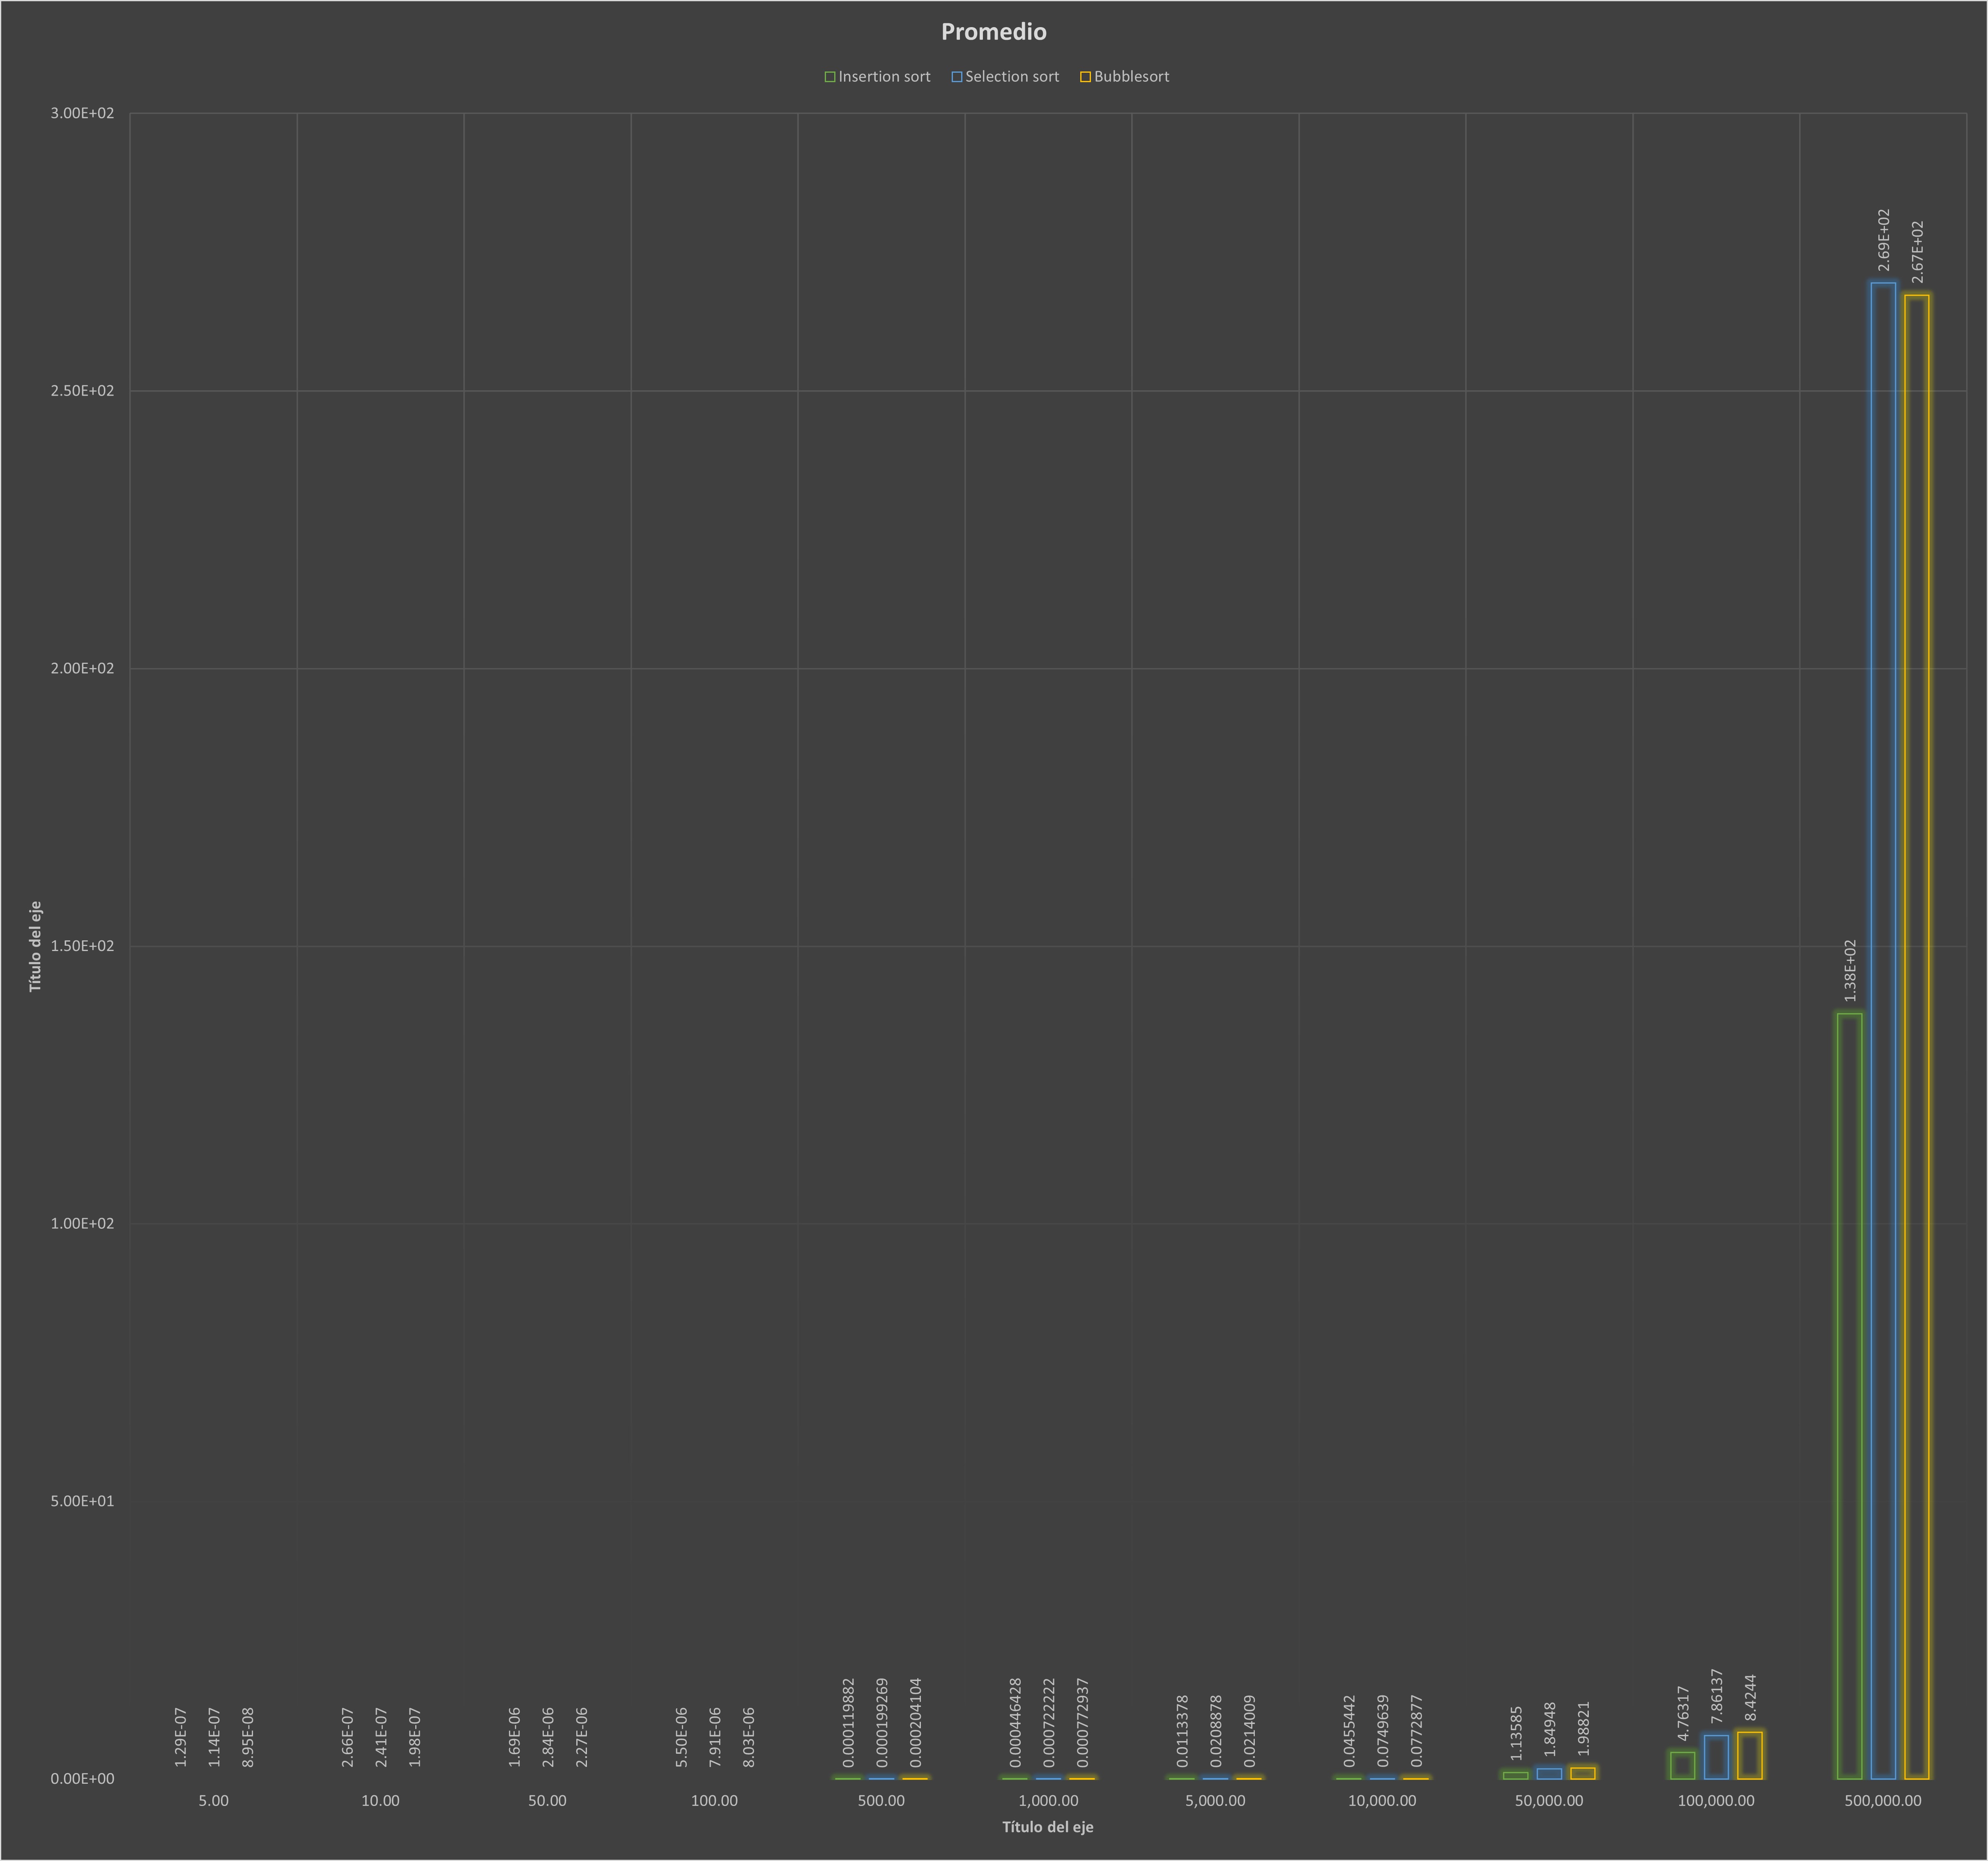 Promedio
Insertion sort Selection sort Bubblesort
3.00E+02
2.50E+02
2.00E+02
1.50E+02
1.00E+02
5.00E+01
0.00E+00
Título del eje
1.29E-07
1.14E-07
8.95E-08
2.66E-07
2.41E-07
1.98E-07
1.69E-06
2.84E-06
2.27E-06
5.50E-06
7.91E-06
8.03E-06
0.000119882
0.000199269
0.000204104
0.000446428
0.000722222
0.000772937
0.0113378
0.0208878
0.0214009
0.0455442
0.0749639
0.0772877
1.13585
1.84948
1.98821
4.76317
7.86137
8.4244
1.38E+02
2.69E+02
2.67E+02
5.00 10.00 50.00 100.00 500.00 1,000.00 5,000.00 10,000.00 50,000.00 100,000.00 500,000.00
Título del eje